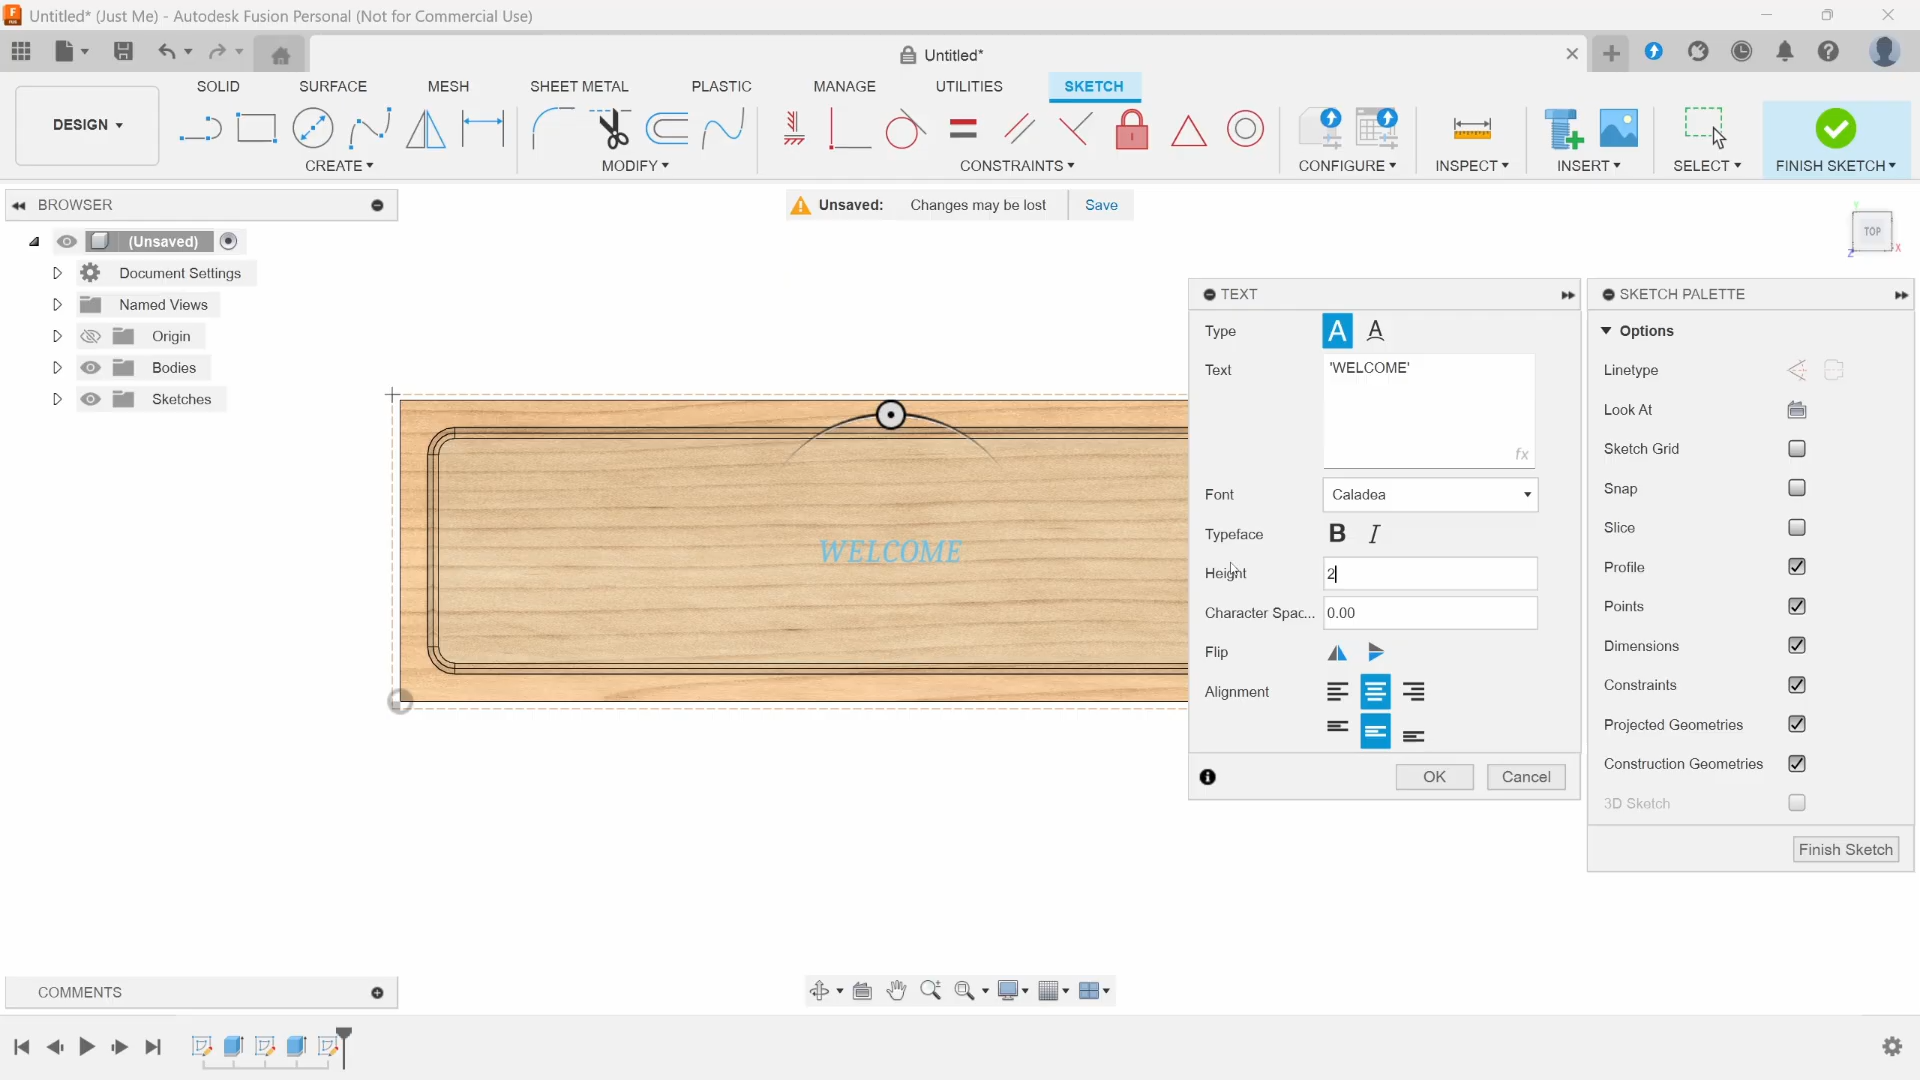 Untitled* (Just Me) - Autodesk Fusion Personal (Not for Commercial Use)
Untitled*
SOLID SURFACE MESH SHEET METAL PLASTIC MANAGE UTILITIES SKETCH
DESIGN
CREATE MODIFY CONSTRAINTS CONFIGURE INSPECT INSERT SELECT FINISH SKETCH
BROWSER
Unsaved: Changes may be lost Save
TOP
X
Z
(Unsaved)
Document Settings
Named Views
Origin
Bodies
Sketches
WELCOME
TEXT
Type
Text 'WELCOME'
fx
Font Caladea
Typeface B I
Height 2
Character Spac... 0.00
Flip
Alignment
OK Cancel
SKETCH PALETTE
Options
Linetype
Look At
Sketch Grid
Snap
Slice
Profile
Points
Dimensions
Constraints
Projected Geometries
Construction Geometries
3D Sketch
Finish Sketch
COMMENTS